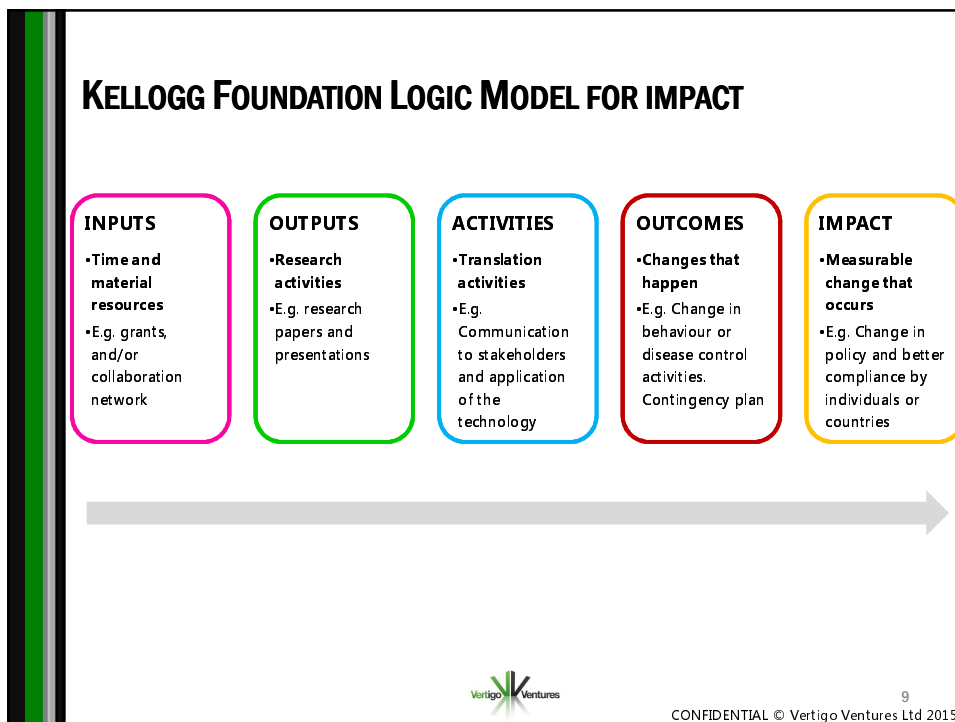 KELLOGG FOUNDATION LOGIC MODEL FOR IMPACT
INPUTS
•Time and
material
resources
•E.g. grants,
and/or
collaboration
network
OUTPUTS
•Research
activities
•E.g. research
papers and
presentations
ACTIVITIES
•Translation
activities
•E.g.
Communication
to stakeholders
and application
of the
technology
OUTCOMES
•Changes that
happen
•E.g. Change in
behaviour or
disease control
activities.
Contingency plan
IMPACT
•Measurable
change that
occurs
•E.g. Change in
policy and better
compliance by
individuals or
countries
Vertigo Ventures
9
CONFIDENTIAL © Vertigo Ventures Ltd 2015